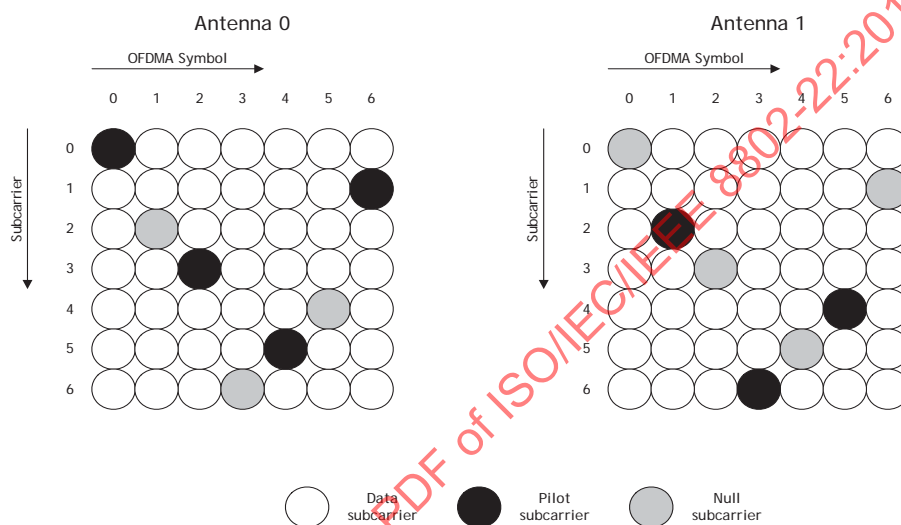 Antenna 0
Antenna 1
OFDMA Symbol
OFDMA Symbol
0 1 2 3 4 5 6
0 1 2 3 4 5 6
Subcarrier
0
1
2
3
4
5
6
Subcarrier
0
1
2
3
4
5
6
Data
subcarrier
Pilot
subcarrier
Null
subcarrier
PDF of ISO/IEC/IEEE 8802-22:201